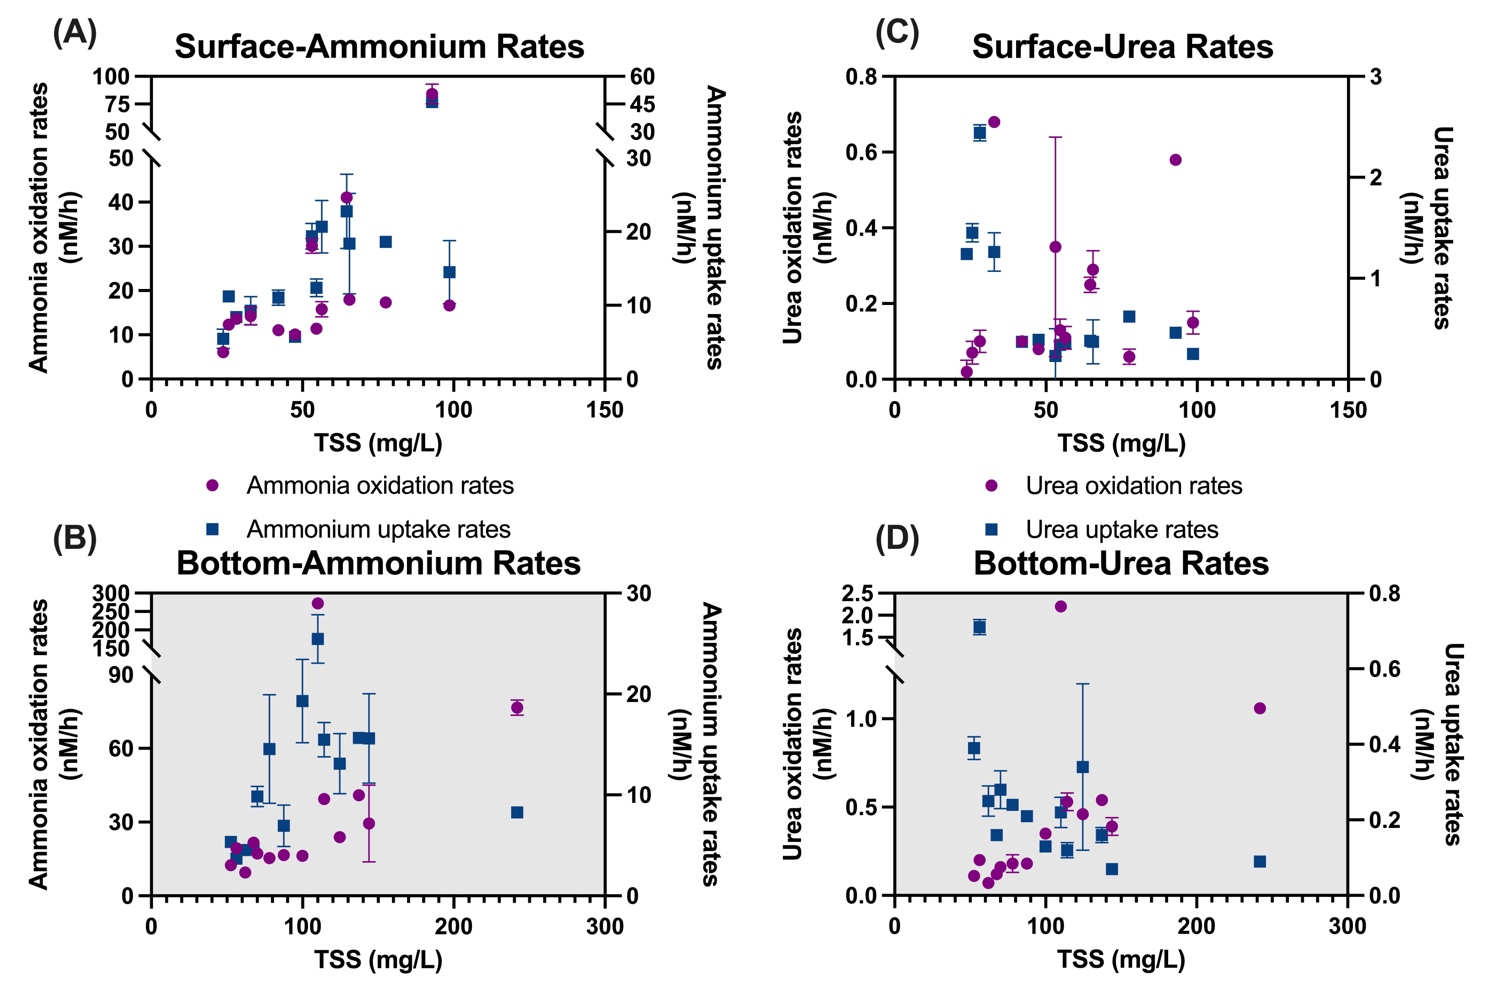 (A)
Surface-Ammonium Rates
Ammonia oxidation rates
(nM/h)
100
75
50
50
40
30
20
10
0
60
45
30
30
20
10
0
Ammonium uptake rates
(nM/h)
0 50 100 150
TSS (mg/L)
Ammonia oxidation rates
Ammonium uptake rates
(C)
Surface-Urea Rates
Urea oxidation rates
(nM/h)
0.8
0.6
0.4
0.2
0.0
3
2
1
0
Urea uptake rates
(nM/h)
0 50 100 150
TSS (mg/L)
Urea oxidation rates
Urea uptake rates
(B)
Bottom-Ammonium Rates
Ammonia oxidation rates
(nM/h)
300
250
200
150
90
60
30
0
30
20
10
0
Ammonium uptake rates
(nM/h)
0 100 200 300
TSS (mg/L)
(D)
Bottom-Urea Rates
Urea oxidation rates
(nM/h)
2.5
2.0
1.5
1.0
0.5
0.0
0.8
0.6
0.4
0.2
0.0
Urea uptake rates
(nM/h)
0 100 200 300
TSS (mg/L)